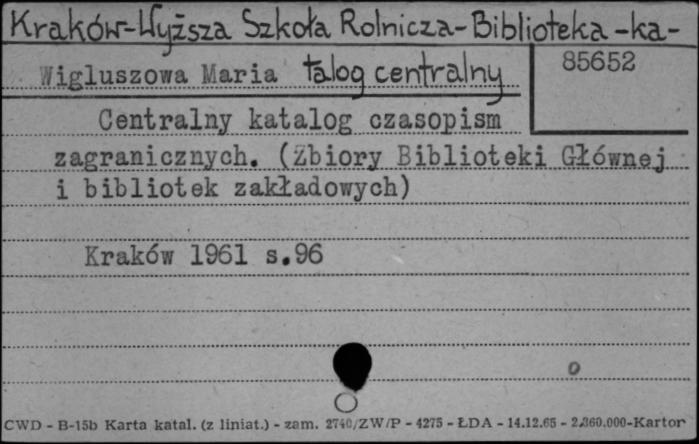 Kraków-Wyższa Szkoła Rolnicza-Biblioteka-ka-
talog centralny
Wigluszowa Maria
85652
Centralny katalog czasopism
zagranicznych. (Zbiory Biblioteki Głównej
i bibliotek zakładowych)
Kraków 1961 s.96
CWD - B-15b Karta katal. (z liniat.) - zam. 2740/ZW/P - 4275 - ŁDA - 14.12.65 - 2.360.000-Kartor